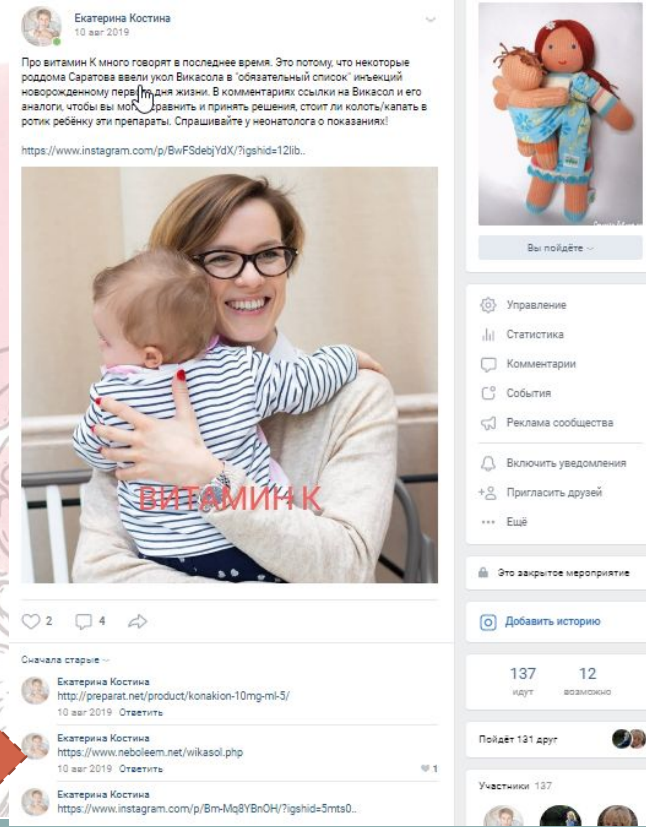 Екатерина Костина
10 авг 2019
Про витамин К много говорят в последнее время. Это потому, что некоторые
роддома Саратова ввели укол Викасола в "обязательный список" инъекций
новорожденному первого дня жизни. В комментариях ссылки на Викасол и его
аналоги, чтобы вы могли сравнить и принять решения, стоит ли колоть/капать в
ротик ребёнку эти препараты. Спрашивайте у неонатолога о показаниях!
https://www.instagram.com/p/BwFSdebjYdX/?igshid=12lib..
ВИТАМИН К
2
4
Сначала старые
Екатерина Костина
http://preparat.net/product/konakion-10mg-ml-5/
10 авг 2019 Ответить
Екатерина Костина
https://www.neboleem.net/wikasol.php
10 авг 2019 Ответить
1
Екатерина Костина
https://www.instagram.com/p/Bm-Mq8YBnOH/?igshid=5mts0..
Вы пойдёте
Управление
Статистика
Комментарии
События
Реклама сообщества
Включить уведомления
Пригласить друзей
Ещё
Это закрытое мероприятие
Добавить историю
137 12
идут возможно
Пойдёт 131 друг
Участники 137